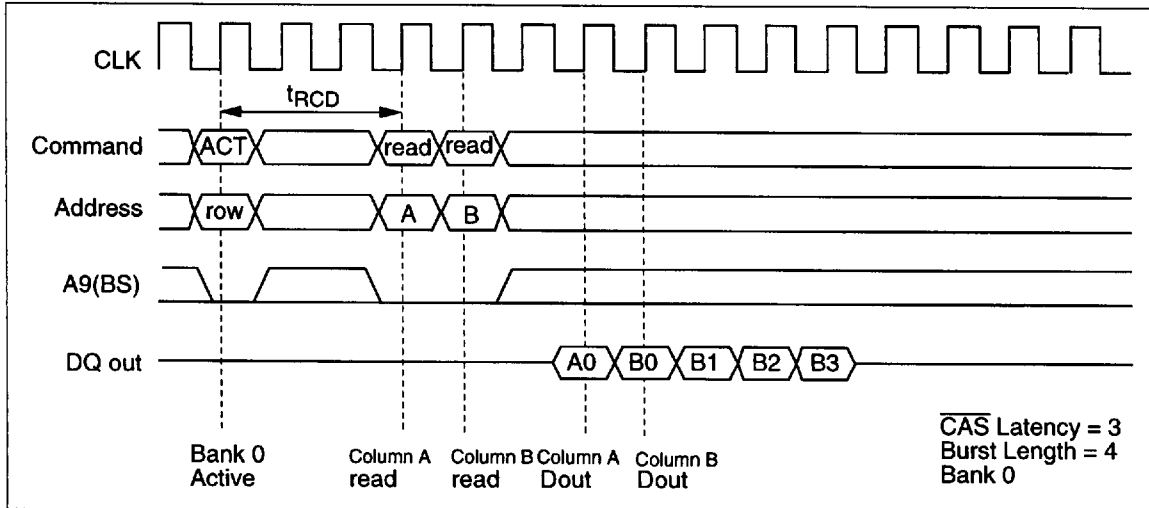 CLK
tRCD
Command ACT read read
Address row A B
A9(BS)
DQ out A0 B0 B1 B2 B3
Bank 0
Active
Column A
read
Column B
read
Column A
Dout
Column B
Dout
C̅A̅S̅ Latency = 3
Burst Length = 4
Bank 0